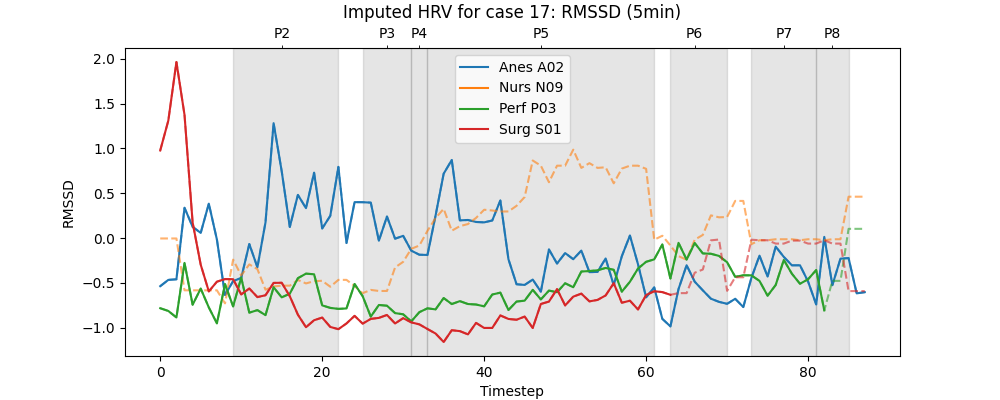 Imputed HRV for case 17: RMSSD (5min)
P2 P3 P4 P5 P6 P7 P8
Anes A02
Nurs N09
Perf P03
Surg S01
RMSSD
2.0
1.5
1.0
0.5
0.0
−0.5
−1.0
0 20 40 60 80
Timestep